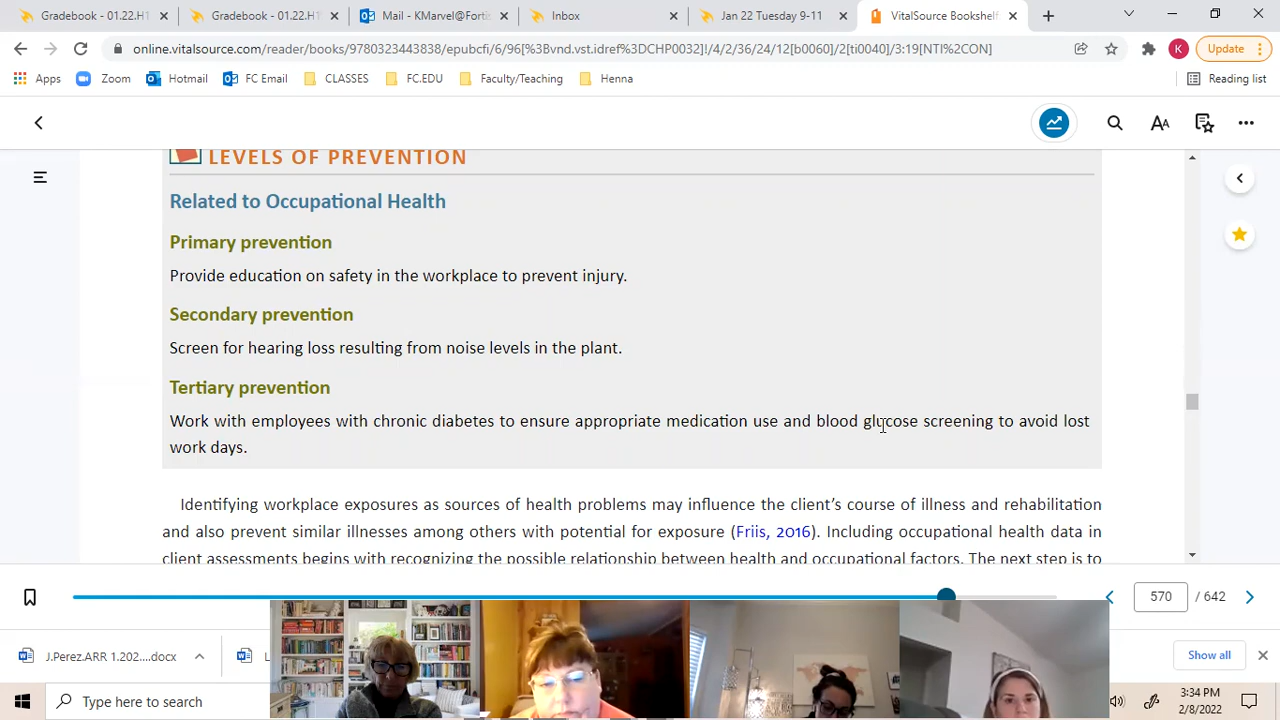 Gradebook - 01.22.H1
Gradebook - 01.22.H1
Mail - KMarvel@Fortis
Inbox
Jan 22 Tuesday 9-11
VitalSource Bookshelf
online.vitalsource.com/reader/books/9780323443838/epubcfi/6/96[%3Bvnd.vst.idref%3DCHP0032]!/4/2/36/24/12[b0060]/2[ti0040]/3:19[NTI%2CON]
K
Update
Apps
Zoom
Hotmail
FC Email
CLASSES
FC.EDU
Faculty/Teaching
Henna
Reading list
LEVELS OF PREVENTION
Related to Occupational Health
Primary prevention
Provide education on safety in the workplace to prevent injury.
Secondary prevention
Screen for hearing loss resulting from noise levels in the plant.
Tertiary prevention
Work with employees with chronic diabetes to ensure appropriate medication use and blood glucose screening to avoid lost
work days.
Identifying workplace exposures as sources of health problems may influence the client's course of illness and rehabilitation
and also prevent similar illnesses among others with potential for exposure (Friis, 2016). Including occupational health data in
client assessments begins with recognizing the possible relationship between health and occupational factors. The next step is to
570 / 642
J.Perez.ARR 1.202....docx
L
Show all
Type here to search
3:34 PM
2/8/2022